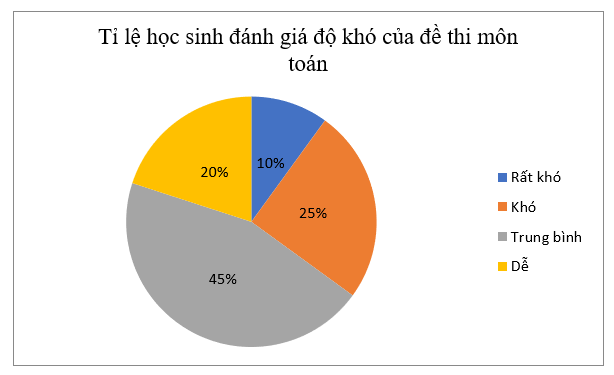 Tỉ lệ học sinh đánh giá độ khó của đề thi môn
toán
10%
20%
25%
45%
Rất khó
Khó
Trung bình
Dễ